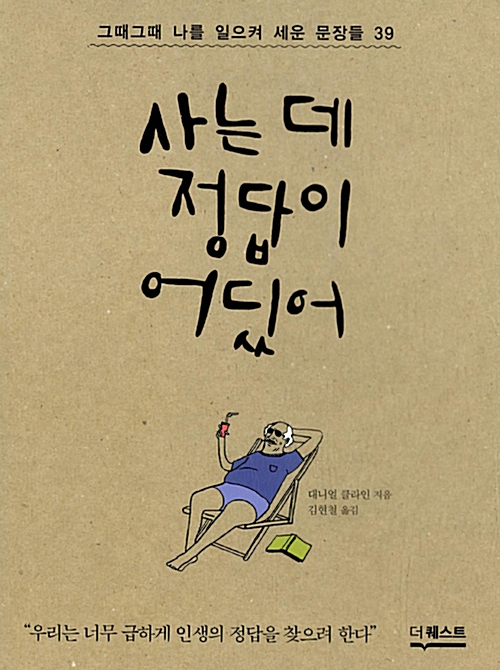 그때그때 나를 일으켜 세운 문장들 39
사는 데
정답이
어딨어
대니얼 클라인 지음
김현철 옮김
“우리는 너무 급하게 인생의 정답을 찾으려 한다”
더퀘스트